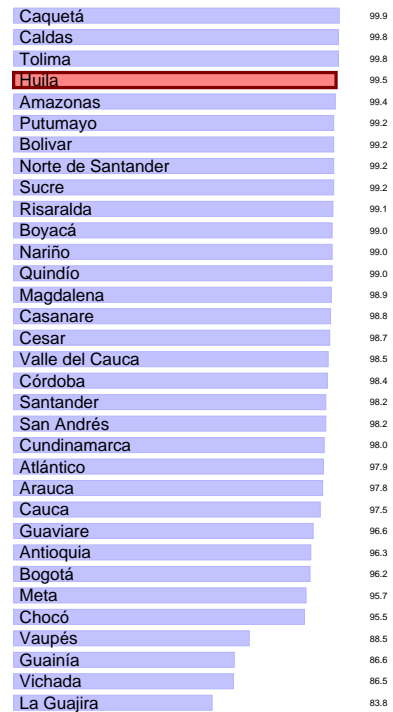 Caquetá 99.9
Caldas 99.8
Tolima 99.8
Huila 99.5
Amazonas 99.4
Putumayo 99.2
Bolivar 99.2
Norte de Santander 99.2
Sucre 99.2
Risaralda 99.1
Boyacá 99.0
Nariño 99.0
Quindío 99.0
Magdalena 98.9
Casanare 98.8
Cesar 98.7
Valle del Cauca 98.5
Córdoba 98.4
Santander 98.2
San Andrés 98.2
Cundinamarca 98.0
Atlántico 97.9
Arauca 97.8
Cauca 97.5
Guaviare 96.6
Antioquia 96.3
Bogotá 96.2
Meta 95.7
Chocó 95.5
Vaupés 88.5
Guainía 86.6
Vichada 86.5
La Guajira 83.8